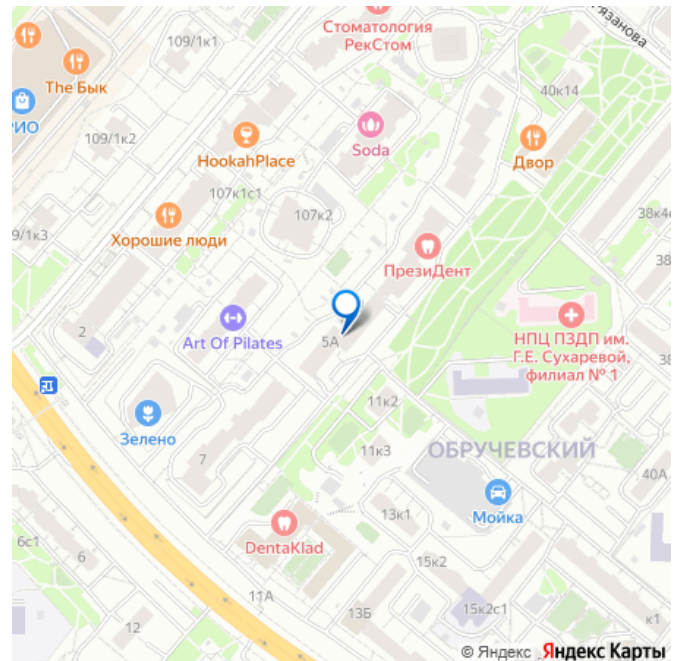 109/1к1
Стоматология
РекСтом
The Бык
40к14
РИО
Soda
109/1к2
HookahPlace
Двор
107к1с1
107к2
9/1к3
Хорошие люди
ПрезиДент
38
2
Art Of Pilates
5А
НПЦ ПЗДП им.
Г.Е. Сухаревой,
филиал № 1
11к2
Зелено
7
11к3
ОБРУЧЕВСКИЙ
40А
13к1
Мойка
DentaKlad
6с1
6
15к2
11А
13Б
15к2с1
12
к1
© Яндекс Яндекс Карты